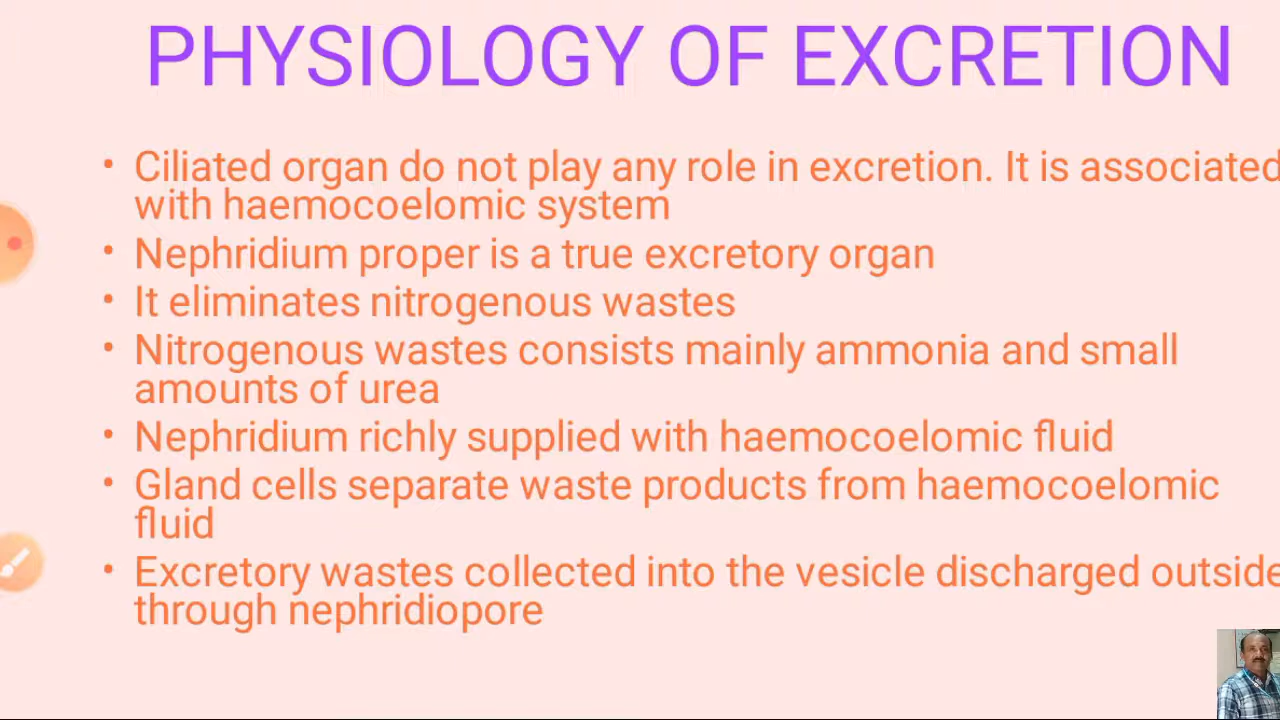 PHYSIOLOGY OF EXCRETION
• Ciliated organ do not play any role in excretion. It is associated
with haemocoelomic system
• Nephridium proper is a true excretory organ
• It eliminates nitrogenous wastes
• Nitrogenous wastes consists mainly ammonia and small
amounts of urea
• Nephridium richly supplied with haemocoelomic fluid
• Gland cells separate waste products from haemocoelomic
fluid
• Excretory wastes collected into the vesicle discharged outside
through nephridiopore